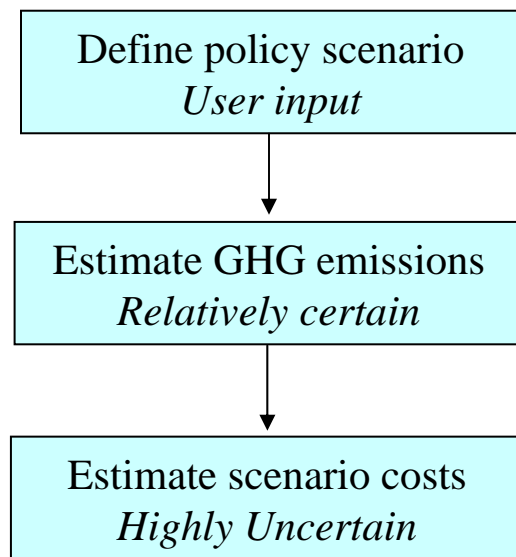 Define policy scenario
User input
Estimate GHG emissions
Relatively certain
Estimate scenario costs
Highly Uncertain